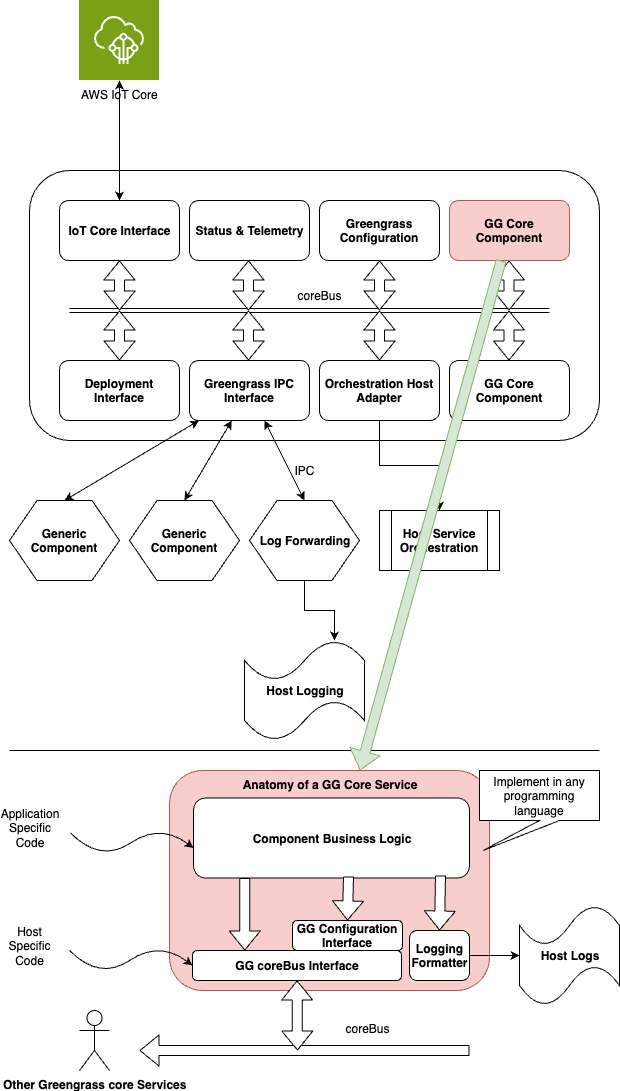 AWS IoT Core
IoT Core Interface
Status & Telemetry
Greengrass
Configuration
GG Core
Component
coreBus
Deployment
Interface
Greengrass IPC
Interface
Orchestration Host
Adapter
GG Core
Component
IPC
Generic
Component
Generic
Component
Log Forwarding
Host Service
Orchestration
Host Logging
Anatomy of a GG Core Service
Implement in any
programming
language
Application
Specific
Code
Component Business Logic
GG Configuration
Interface
Host
Specific
Code
GG coreBus Interface
Logging
Formatter
Host Logs
coreBus
Other Greengrass core Services